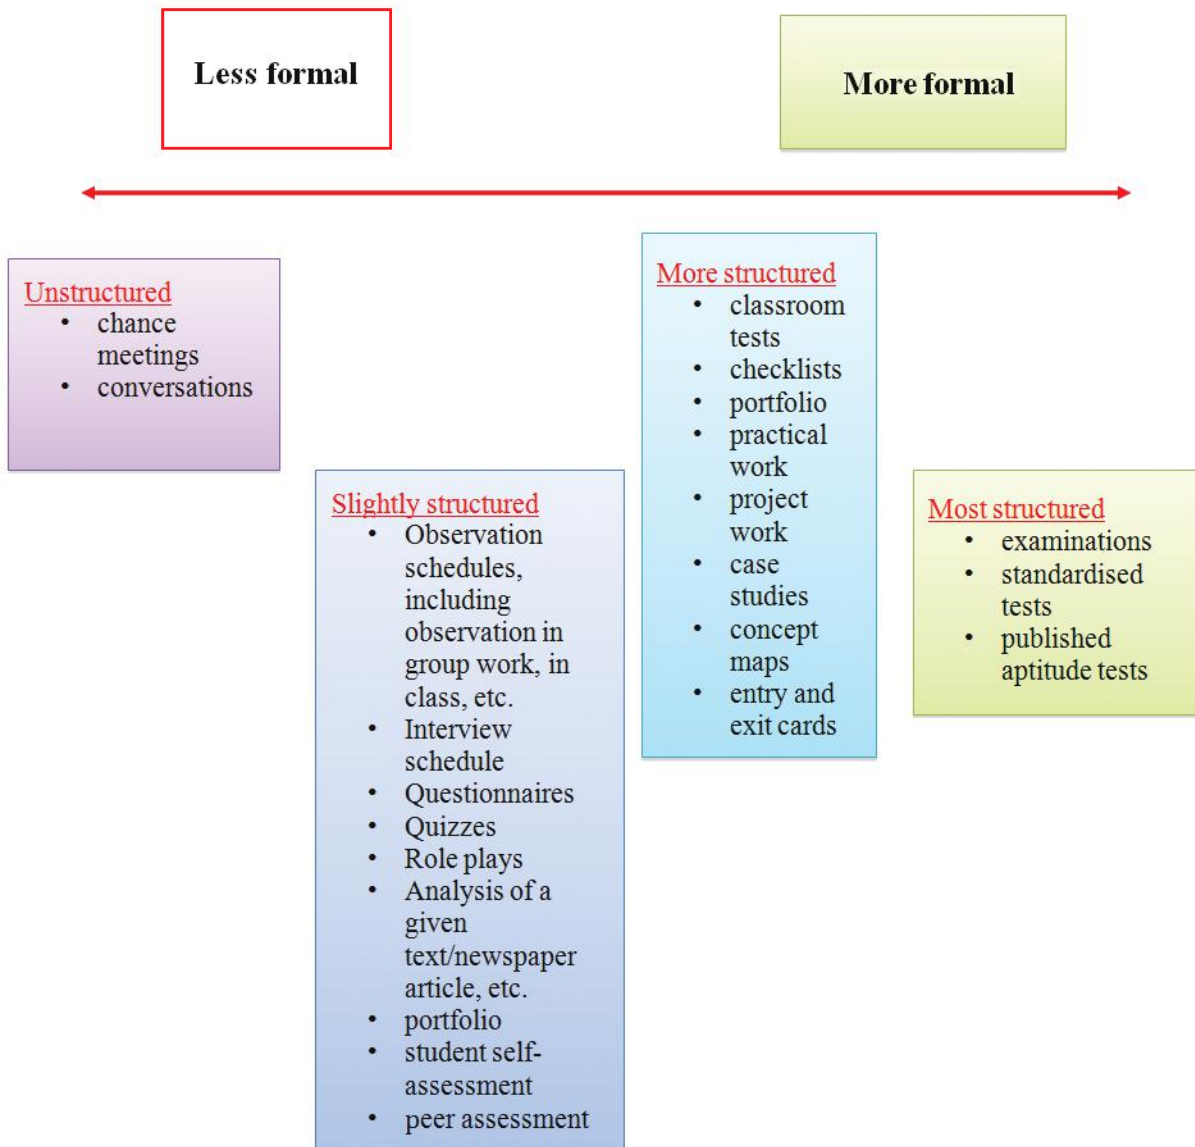 Less formal
More formal
Unstructured
• chance
meetings
• conversations
Slightly structured
• Observation
schedules,
including
observation in
group work, in
class, etc.
• Interview
schedule
• Questionnaires
• Quizzes
• Role plays
• Analysis of a
given
text/newspaper
article, etc.
• portfolio
• student self-
assessment
• peer assessment
More structured
• classroom
tests
• checklists
• portfolio
• practical
work
• project
work
• case
studies
• concept
maps
• entry and
exit cards
Most structured
• examinations
• standardised
tests
• published
aptitude tests